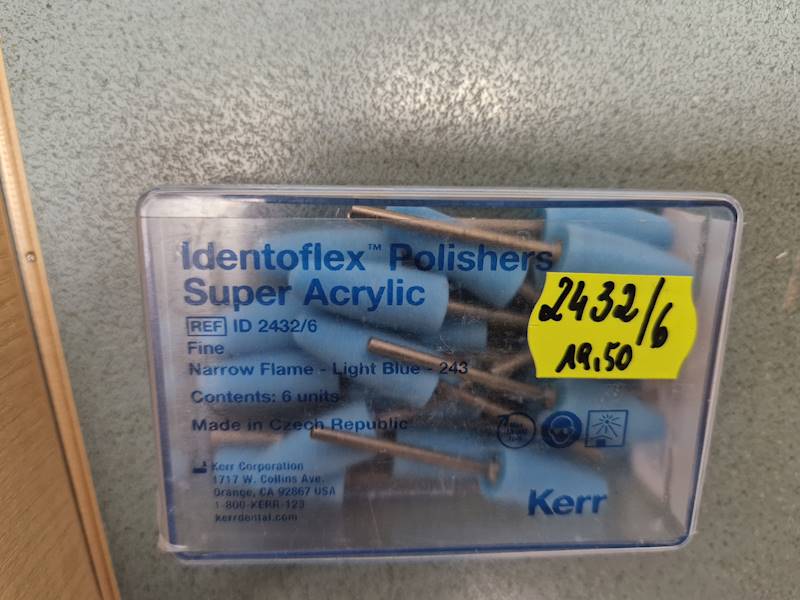 Identoflex™ Polishers
Super Acrylic
REF ID 2432/6
Fine
Narrow Flame - Light Blue - 243
Contents: 6 units
Made in Czech Republic
Kerr Corporation
1717 W. Collins Ave.
Orange, CA 92867 USA
1-800-KERR-123
kerrdental.com
2432/6
19,50
Kerr